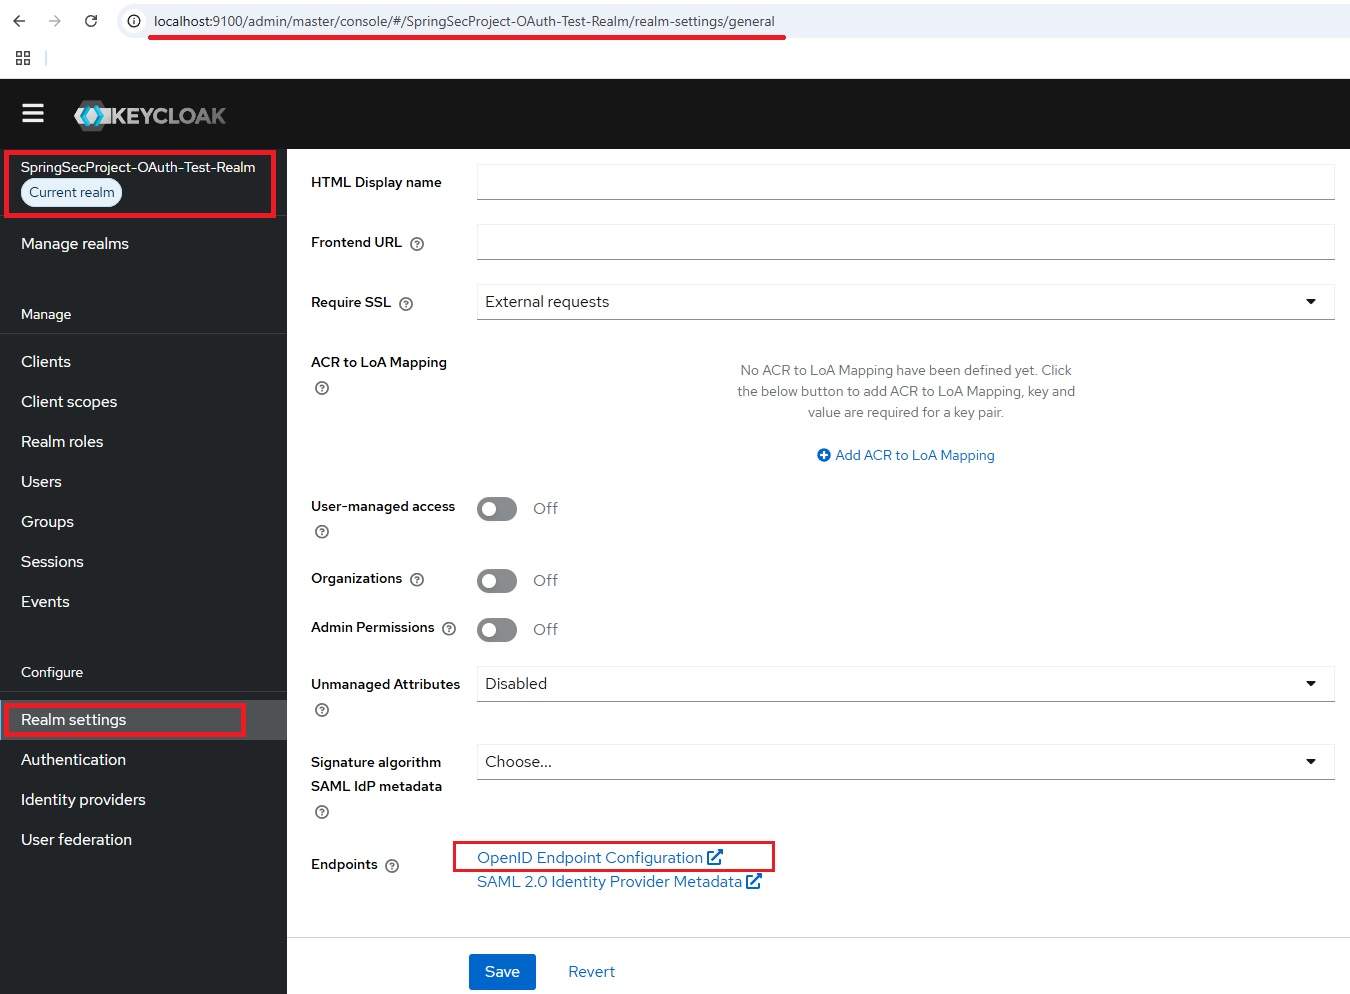 localhost:9100/admin/master/console/#/SpringSecProject-OAuth-Test-Realm/realm-settings/general
KEYCLOAK
SpringSecProject-OAuth-Test-Realm
Current realm
Manage realms
Manage
Clients
Client scopes
Realm roles
Users
Groups
Sessions
Events
Configure
Realm settings
Authentication
Identity providers
User federation
HTML Display name
Frontend URL
Require SSL
External requests
ACR to LoA Mapping
No ACR to LoA Mapping have been defined yet. Click
the below button to add ACR to LoA Mapping, key and
value are required for a key pair.
Add ACR to LoA Mapping
User-managed access
Off
Organizations
Off
Admin Permissions
Off
Unmanaged Attributes
Disabled
Signature algorithm
SAML IdP metadata
Choose...
Endpoints
OpenID Endpoint Configuration
SAML 2.0 Identity Provider Metadata
Save
Revert